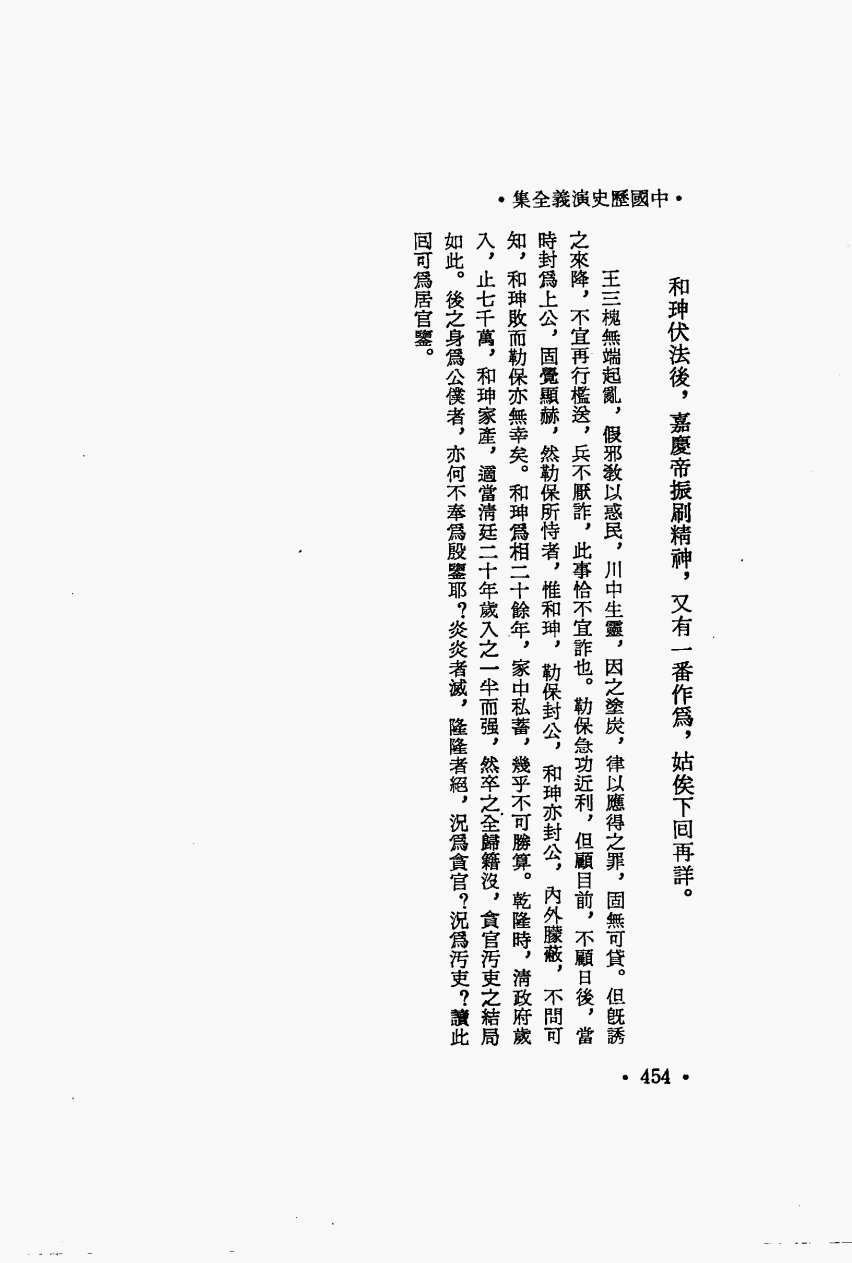 •中國歷史演義全集•
和珅伏法後，嘉慶帝振刷精神，又有一番作爲，姑俟下囘再詳。
王三槐無端起亂，假邪敎以惑民，川中生靈，因之塗炭，律以應得之罪，固無可貸。但旣誘
之來降，不宜再行檻送，兵不厭詐，此事恰不宜詐也。勒保急功近利，但顧目前，不顧日後，當
時封爲上公，固覺顯赫，然勒保所恃者，惟和珅，勒保封公，和珅亦封公，內外朦蔽，不問可
知，和珅敗而勒保亦無幸矣。和珅爲相二十餘年，家中私蓄，幾乎不可勝算。乾隆時，淸政府歲
入，止七千萬，和珅家產，適當淸廷二十年歲入之一半而强，然卒之全歸籍沒，貪官汚吏之結局
如此。後之身爲公僕者，亦何不奉爲殷鑒耶？炎炎者滅，隆隆者絕，況爲貪官？況爲汚吏？讀此
囘可爲居官鑒。
•454•